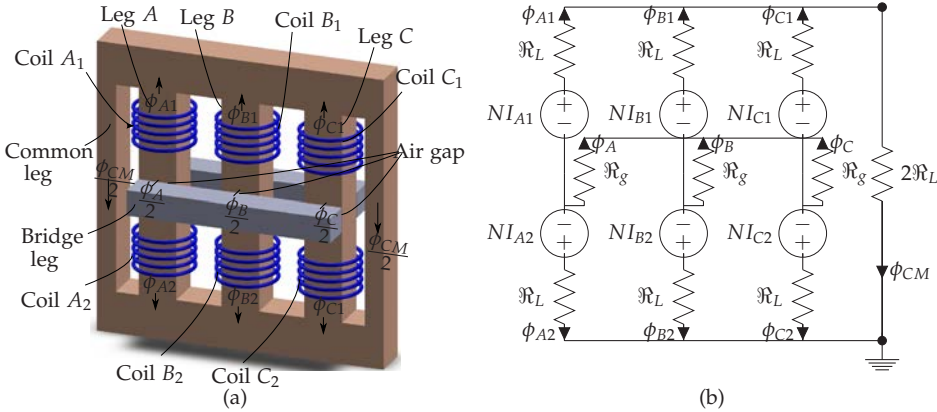 Leg A
Leg B
Coil B₁
Leg C
Coil A₁
Coil C₁
ϕA1
ϕB1
ϕC1
Common
leg
Air gap
ϕCM
2
ϕA
2
ϕB
2
ϕC
2
ϕCM
2
Bridge
leg
Coil A₂
ϕA2
ϕB2
ϕC1
Coil B₂
Coil C₂
(a)
ϕA1
ϕB1
ϕC1
ℜL
ℜL
ℜL
NIA1
NIB1
NIC1
+
−
+
−
+
−
ϕA
ϕB
ϕC
ℜg
ℜg
ℜg
2ℜL
NIA2
NIB2
NIC2
−
+
−
+
−
+
ℜL
ℜL
ℜL
ϕCM
ϕA2
ϕB2
ϕC2
(b)